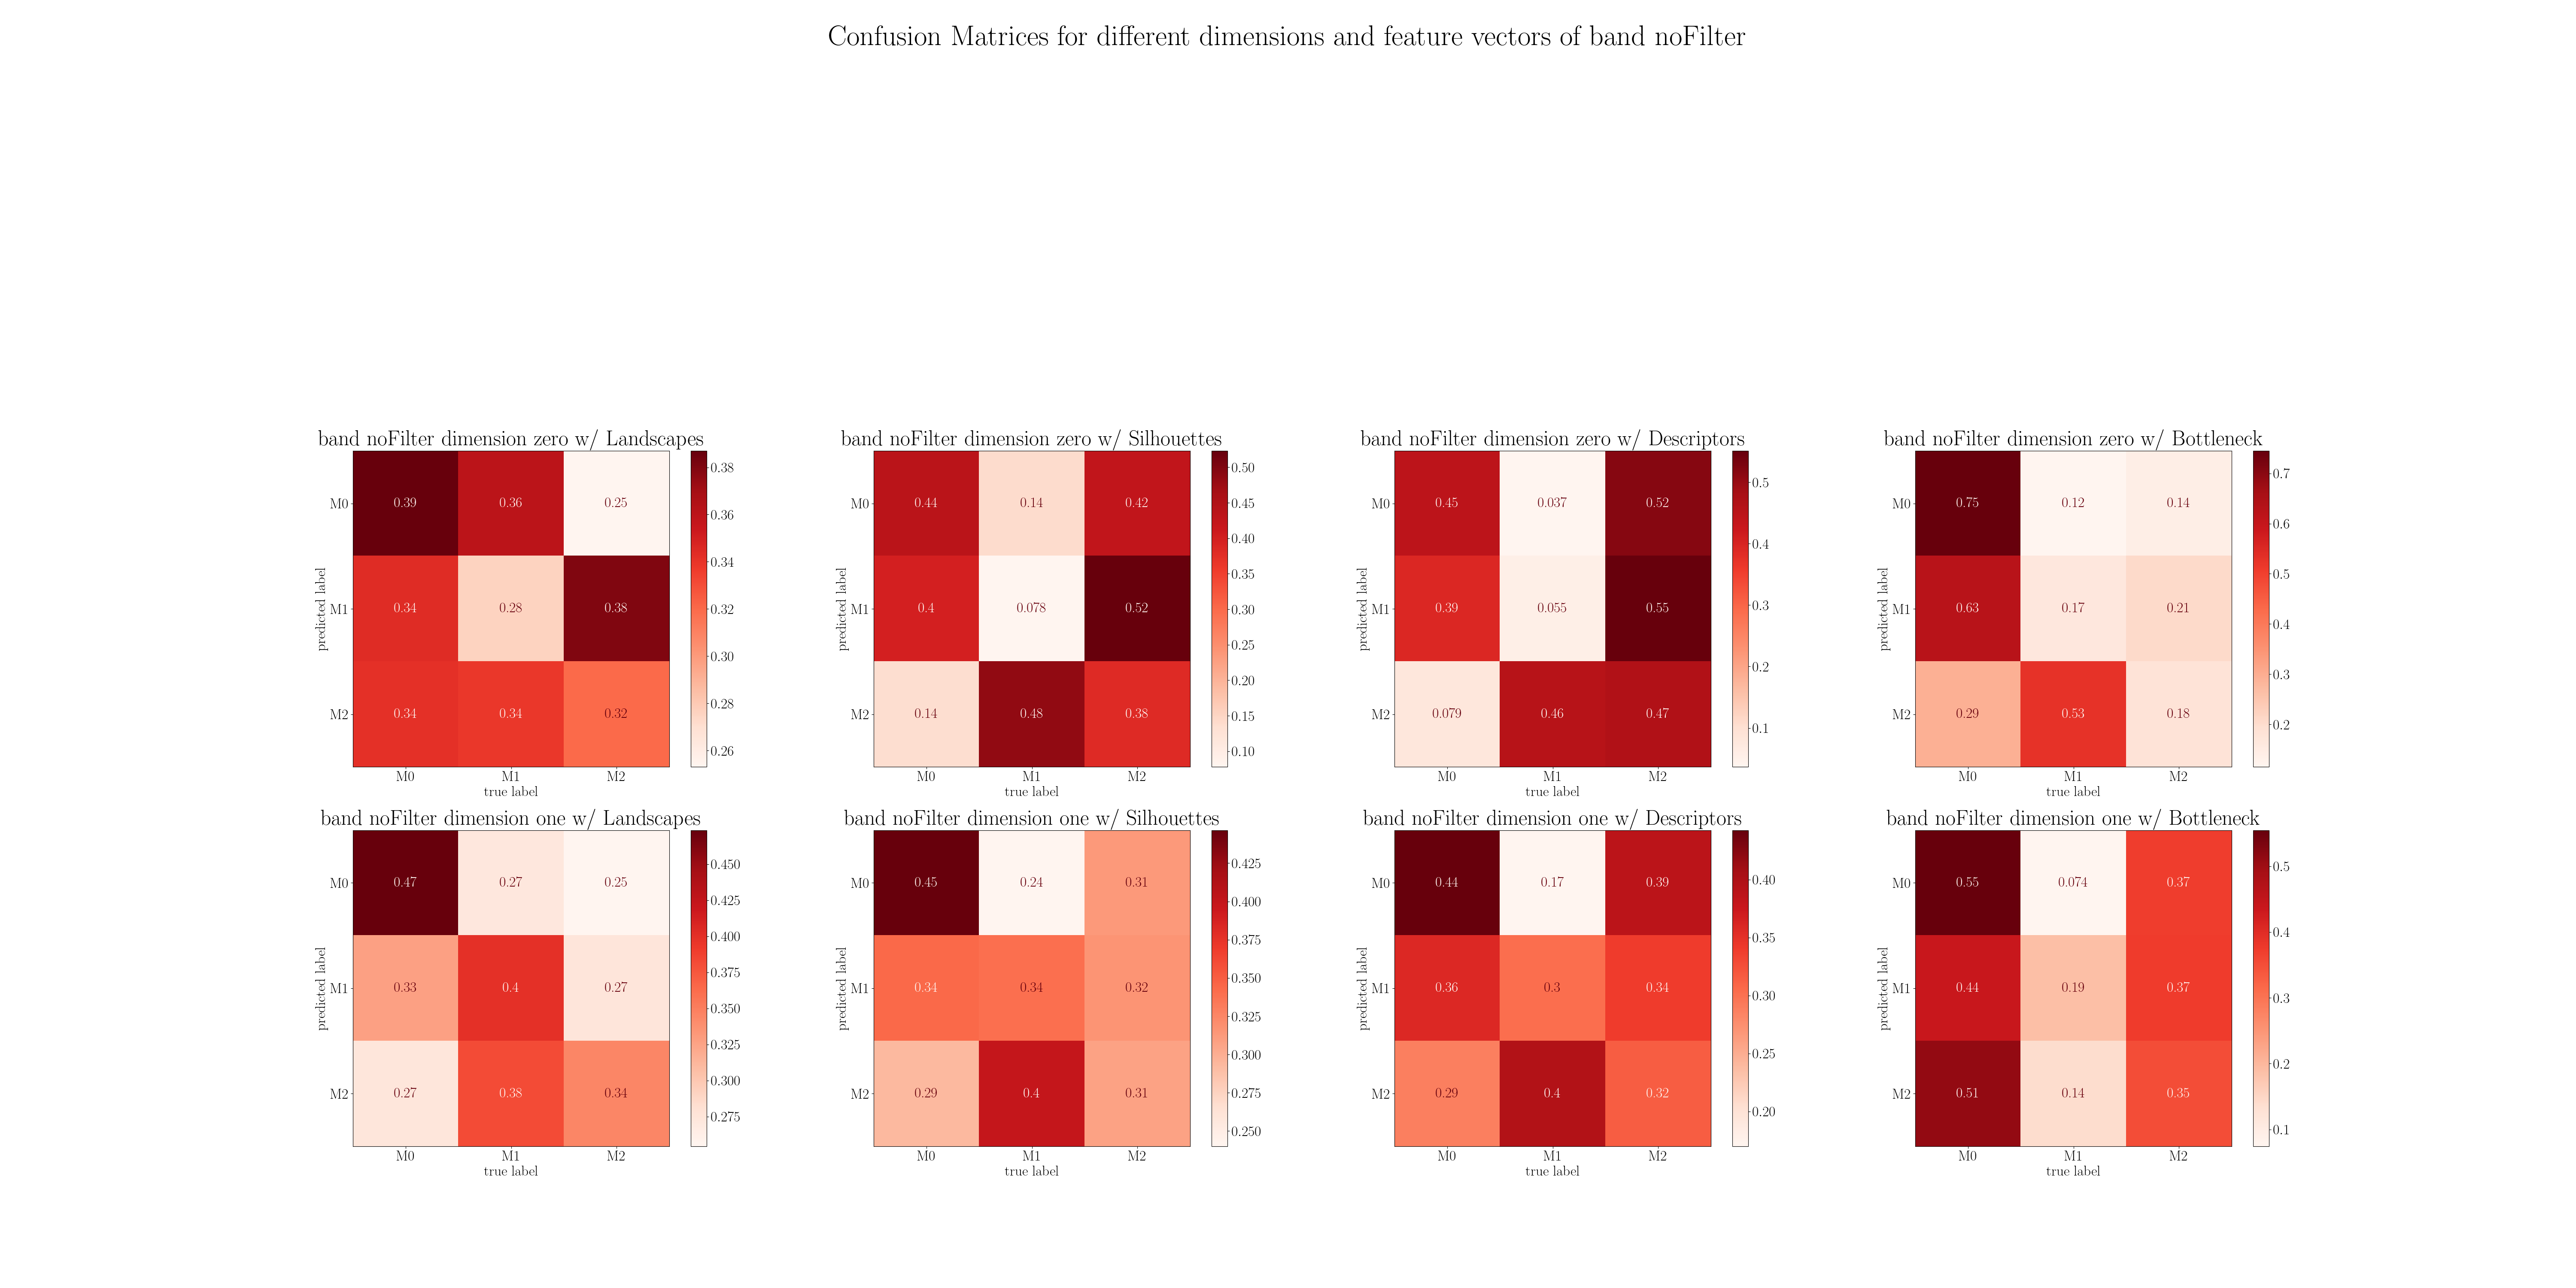 Confusion Matrices for different dimensions and feature vectors of band noFilter
band noFilter dimension zero w/ Landscapes
predicted label
M0 0.39 0.36 0.25
M1 0.34 0.28 0.38
M2 0.34 0.34 0.32
M0 M1 M2
true label
0.38
0.36
0.34
0.32
0.30
0.28
0.26
band noFilter dimension zero w/ Silhouettes
predicted label
M0 0.44 0.14 0.42
M1 0.4 0.078 0.52
M2 0.14 0.48 0.38
M0 M1 M2
true label
0.50
0.45
0.40
0.35
0.30
0.25
0.20
0.15
0.10
band noFilter dimension zero w/ Descriptors
predicted label
M0 0.45 0.037 0.52
M1 0.39 0.055 0.55
M2 0.079 0.46 0.47
M0 M1 M2
true label
0.5
0.4
0.3
0.2
0.1
band noFilter dimension zero w/ Bottleneck
predicted label
M0 0.75 0.12 0.14
M1 0.63 0.17 0.21
M2 0.29 0.53 0.18
M0 M1 M2
true label
0.7
0.6
0.5
0.4
0.3
0.2
band noFilter dimension one w/ Landscapes
predicted label
M0 0.47 0.27 0.25
M1 0.33 0.4 0.27
M2 0.27 0.38 0.34
M0 M1 M2
true label
0.450
0.425
0.400
0.375
0.350
0.325
0.300
0.275
band noFilter dimension one w/ Silhouettes
predicted label
M0 0.45 0.24 0.31
M1 0.34 0.34 0.32
M2 0.29 0.4 0.31
M0 M1 M2
true label
0.425
0.400
0.375
0.350
0.325
0.300
0.275
0.250
band noFilter dimension one w/ Descriptors
predicted label
M0 0.44 0.17 0.39
M1 0.36 0.3 0.34
M2 0.29 0.4 0.32
M0 M1 M2
true label
0.40
0.35
0.30
0.25
0.20
band noFilter dimension one w/ Bottleneck
predicted label
M0 0.55 0.074 0.37
M1 0.44 0.19 0.37
M2 0.51 0.14 0.35
M0 M1 M2
true label
0.5
0.4
0.3
0.2
0.1